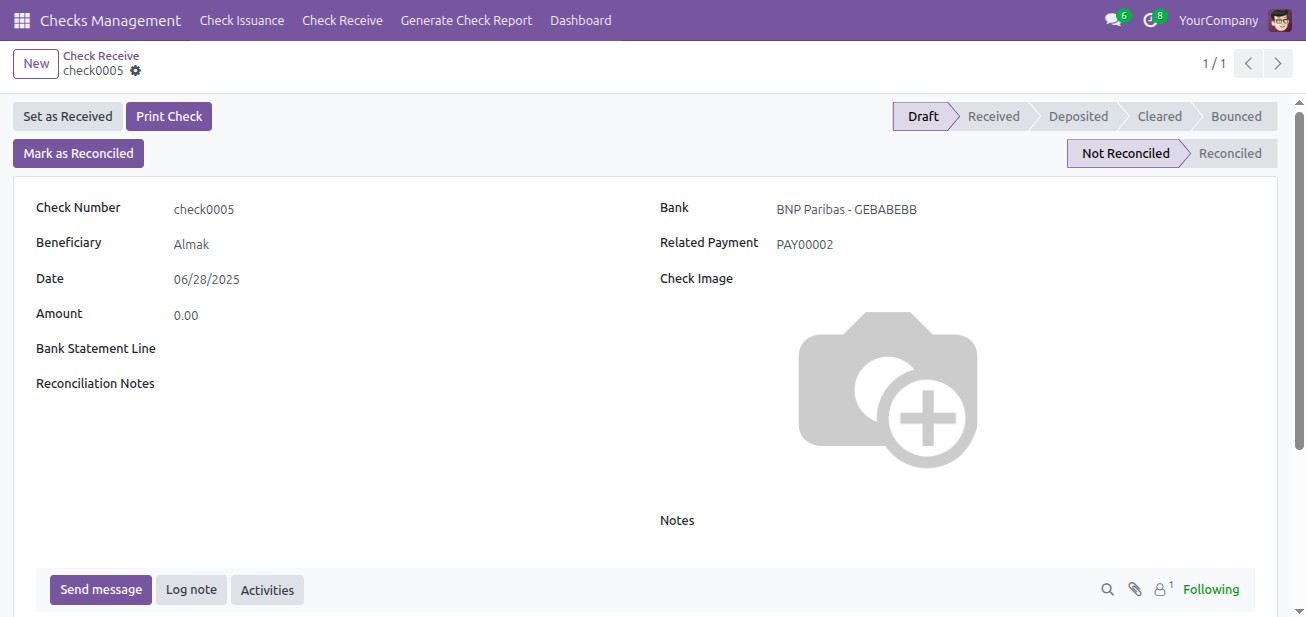 Checks Management Check Issuance Check Receive Generate Check Report Dashboard 6 8 YourCompany
New Check Receive 1 / 1
check0005
Set as Received Print Check Draft Received Deposited Cleared Bounced
Mark as Reconciled Not Reconciled Reconciled
Check Number check0005 Bank BNP Paribas - GEBABEBB
Beneficiary Almak Related Payment PAY00002
Date 06/28/2025 Check Image
Amount 0.00
Bank Statement Line
Reconciliation Notes
Notes
Send message Log note Activities 1 Following